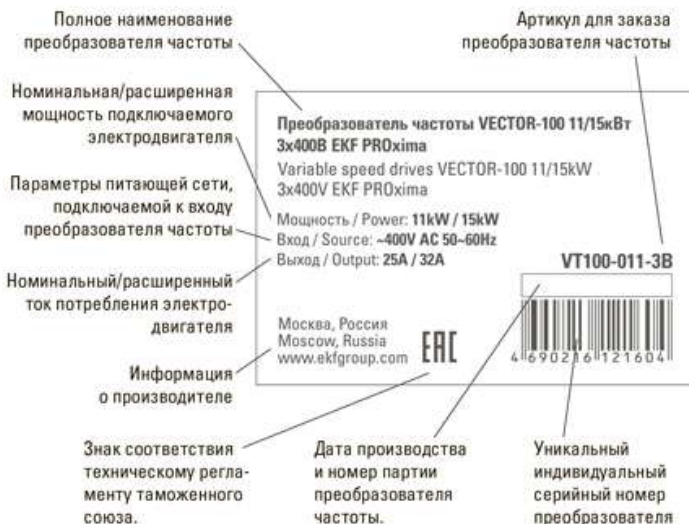 Полное наименование
преобразователя частоты
Артикул для заказа
преобразователя частоты
Номинальная/расширенная
мощность подключаемого
электродвигателя
Параметры питающей сети,
подключаемой к входу
преобразователя частоты
Номинальный/расширенный
ток потребления электро-
двигателя
Информация
о производителе
Преобразователь частоты VECTOR-100 11/15кВт
3х400В EKF PROxima
Variable speed drives VECTOR-100 11/15kW
3x400V EKF PROxima
Мощность / Power: 11kW / 15kW
Вход / Source: ~400V AC 50~60Hz
Выход / Output: 25A / 32A
VT100-011-3B
Москва, Россия
Moscow, Russia
www.ekfgroup.com
EAC
4 690216 121604
Знак соответствия
техническому регла-
менту таможенного
союза.
Дата производства
и номер партии
преобразователя
частоты.
Уникальный
индивидуальный
серийный номер
преобразователя